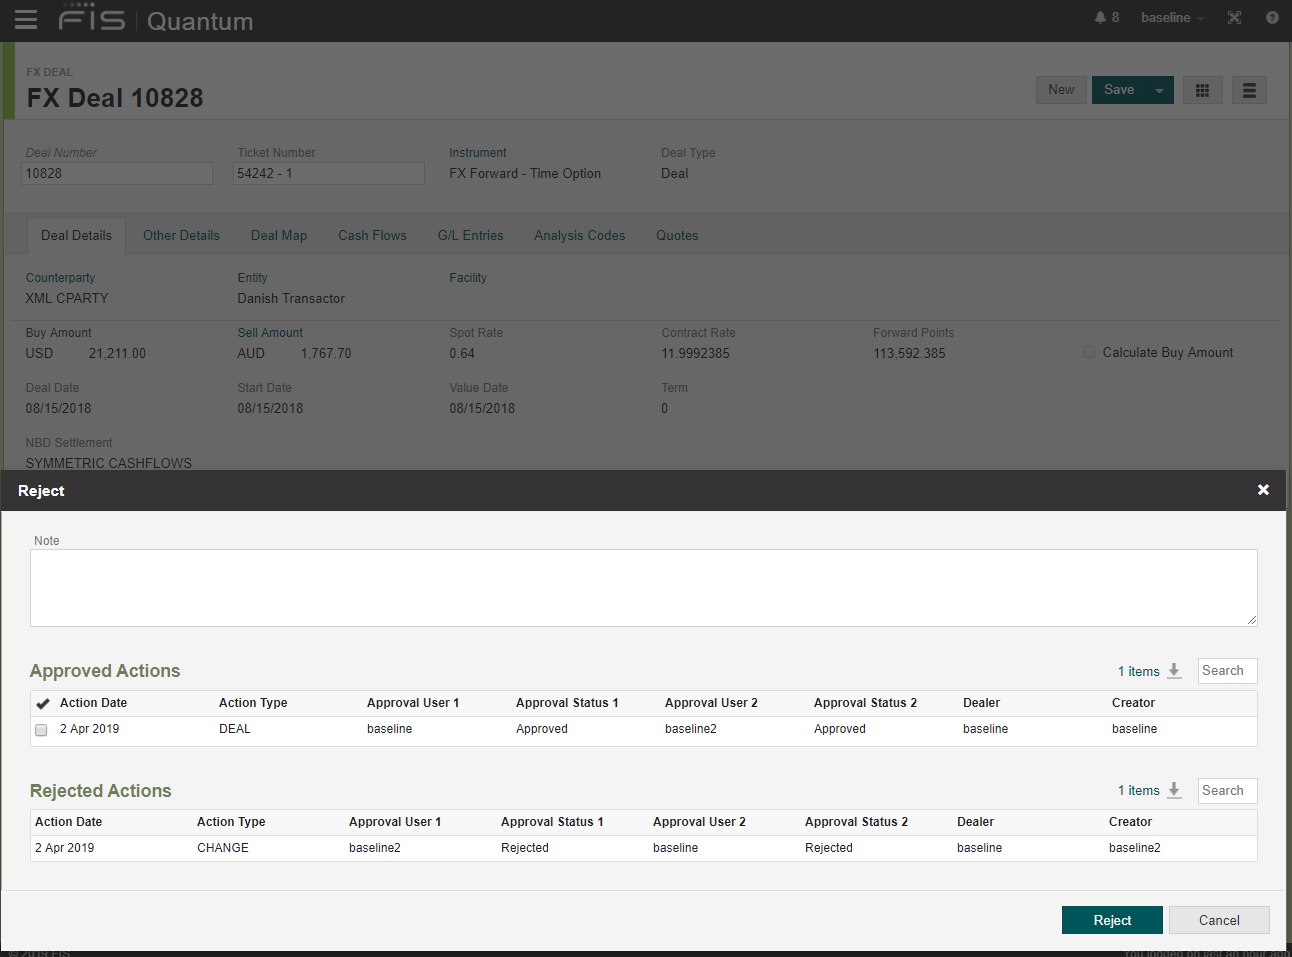 FIS Quantum 8 baseline ?
FX DEAL
FX Deal 10828 New Save
Deal Number Ticket Number Instrument Deal Type
10828 54242 - 1 FX Forward - Time Option Deal
Deal Details Other Details Deal Map Cash Flows G/L Entries Analysis Codes Quotes
Counterparty Entity Facility
XML CPARTY Danish Transactor
Buy Amount Sell Amount Spot Rate Contract Rate Forward Points
USD 21,211.00 AUD 1,767.70 0.64 11.9992385 113,592.385 Calculate Buy Amount
Deal Date Start Date Value Date Term
08/15/2018 08/15/2018 08/15/2018 0
NBD Settlement
SYMMETRIC CASHFLOWS
Reject
Note
Approved Actions 1 items Search
Action Date Action Type Approval User 1 Approval Status 1 Approval User 2 Approval Status 2 Dealer Creator
2 Apr 2019 DEAL baseline Approved baseline2 Approved baseline baseline
Rejected Actions 1 items Search
Action Date Action Type Approval User 1 Approval Status 1 Approval User 2 Approval Status 2 Dealer Creator
2 Apr 2019 CHANGE baseline2 Rejected baseline Rejected baseline baseline2
Reject Cancel
© 2019 FIS You logged on last an hour ago